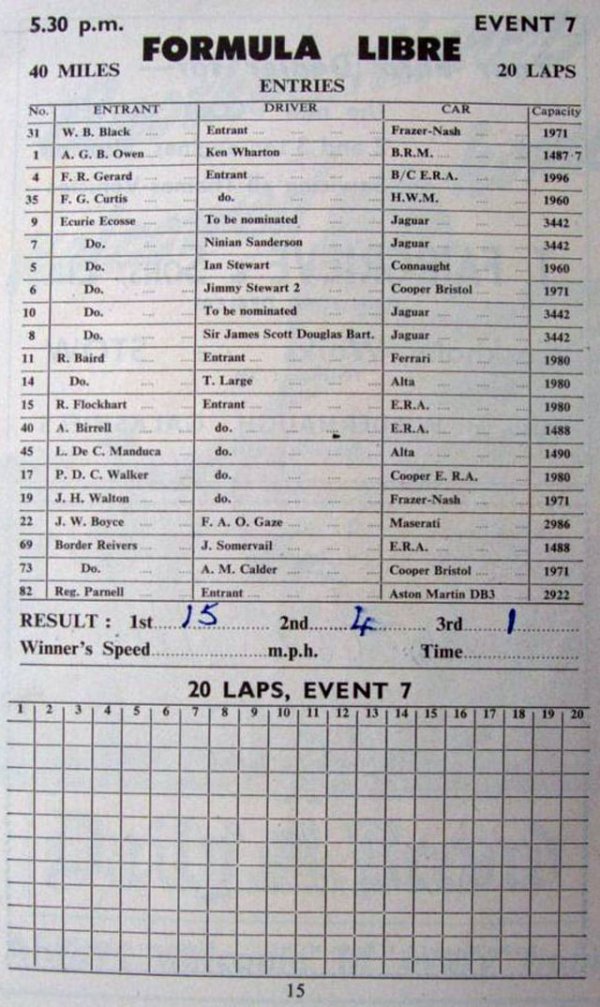 5.30 p.m. EVENT 7
FORMULA LIBRE
40 MILES 20 LAPS
ENTRIES
No. ENTRANT DRIVER CAR Capacity
31 W. B. Black .... .... Entrant .... .... .... Frazer-Nash .... 1971
1 A. G. B. Owen .... .... Ken Wharton .... .... B.R.M. .... .... 1487·7
4 F. R. Gerard .... .... Entrant .... .... .... B/C E.R.A. .... 1996
35 F. G. Curtis .... .... do. .... .... H.W.M. .... .... 1960
9 Ecurie Ecosse .... .... To be nominated .... .... Jaguar .... .... 3442
7 Do. .... .... Ninian Sanderson .... .... Jaguar .... .... 3442
5 Do. .... .... Ian Stewart .... .... Connaught .... 1960
6 Do. .... .... Jimmy Stewart 2 .... .... Cooper Bristol .... 1971
10 Do. .... .... To be nominated .... .... Jaguar .... .... 3442
8 Do. .... .... Sir James Scott Douglas Bart. Jaguar .... .... 3442
11 R. Baird .... .... Entrant .... .... .... Ferrari .... .... 1980
14 Do. .... .... T. Large .... .... .... Alta .... .... 1980
15 R. Flockhart .... .... Entrant .... .... .... E.R.A. .... .... 1980
40 A. Birrell .... .... do. .... .... E.R.A. .... .... 1488
45 L. De C. Manduca .... do. .... .... Alta .... .... 1490
17 P. D. C. Walker .... do. .... .... Cooper E. R.A. .... 1980
19 J. H. Walton .... .... do. .... .... Frazer-Nash .... 1971
22 J. W. Boyce .... .... F. A. O. Gaze .... .... Maserati .... .... 2986
69 Border Reivers .... .... J. Somervail .... .... E.R.A. .... .... 1488
73 Do. .... .... A. M. Calder .... .... Cooper Bristol .... 1971
82 Reg. Parnell .... .... Entrant .... .... .... Aston Martin DB3 2922
RESULT : 1st 15 2nd 4 3rd 1
Winner's Speed .... m.p.h. Time ....
20 LAPS, EVENT 7
1 2 3 4 5 6 7 8 9 10 11 12 13 14 15 16 17 18 19 20
15